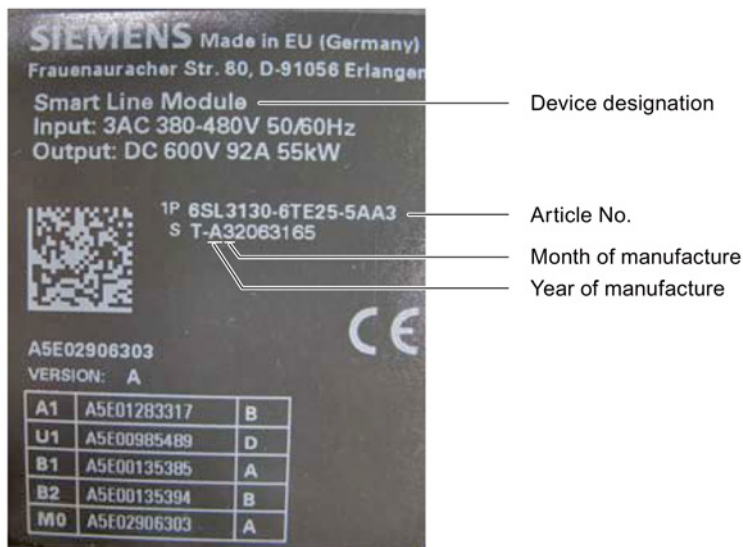 SIEMENS Made in EU (Germany)
Frauenauracher Str. 80, D-91056 Erlangen
Smart Line Module
Input: 3AC 380-480V 50/60Hz
Output: DC 600V 92A 55kW
1P 6SL3130-6TE25-5AA3
S T-A32063165
CE
A5E02906303
VERSION: A
A1 A5E01283317 B
U1 A5E00985489 D
B1 A5E00135385 A
B2 A5E00135394 B
M0 A5E02906303 A
Device designation
Article No.
Month of manufacture
Year of manufacture